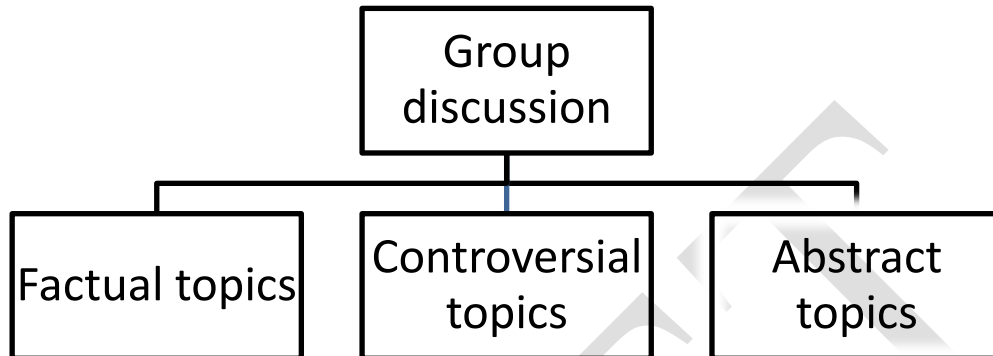 Group
discussion
Factual topics
Controversial
topics
Abstract
topics